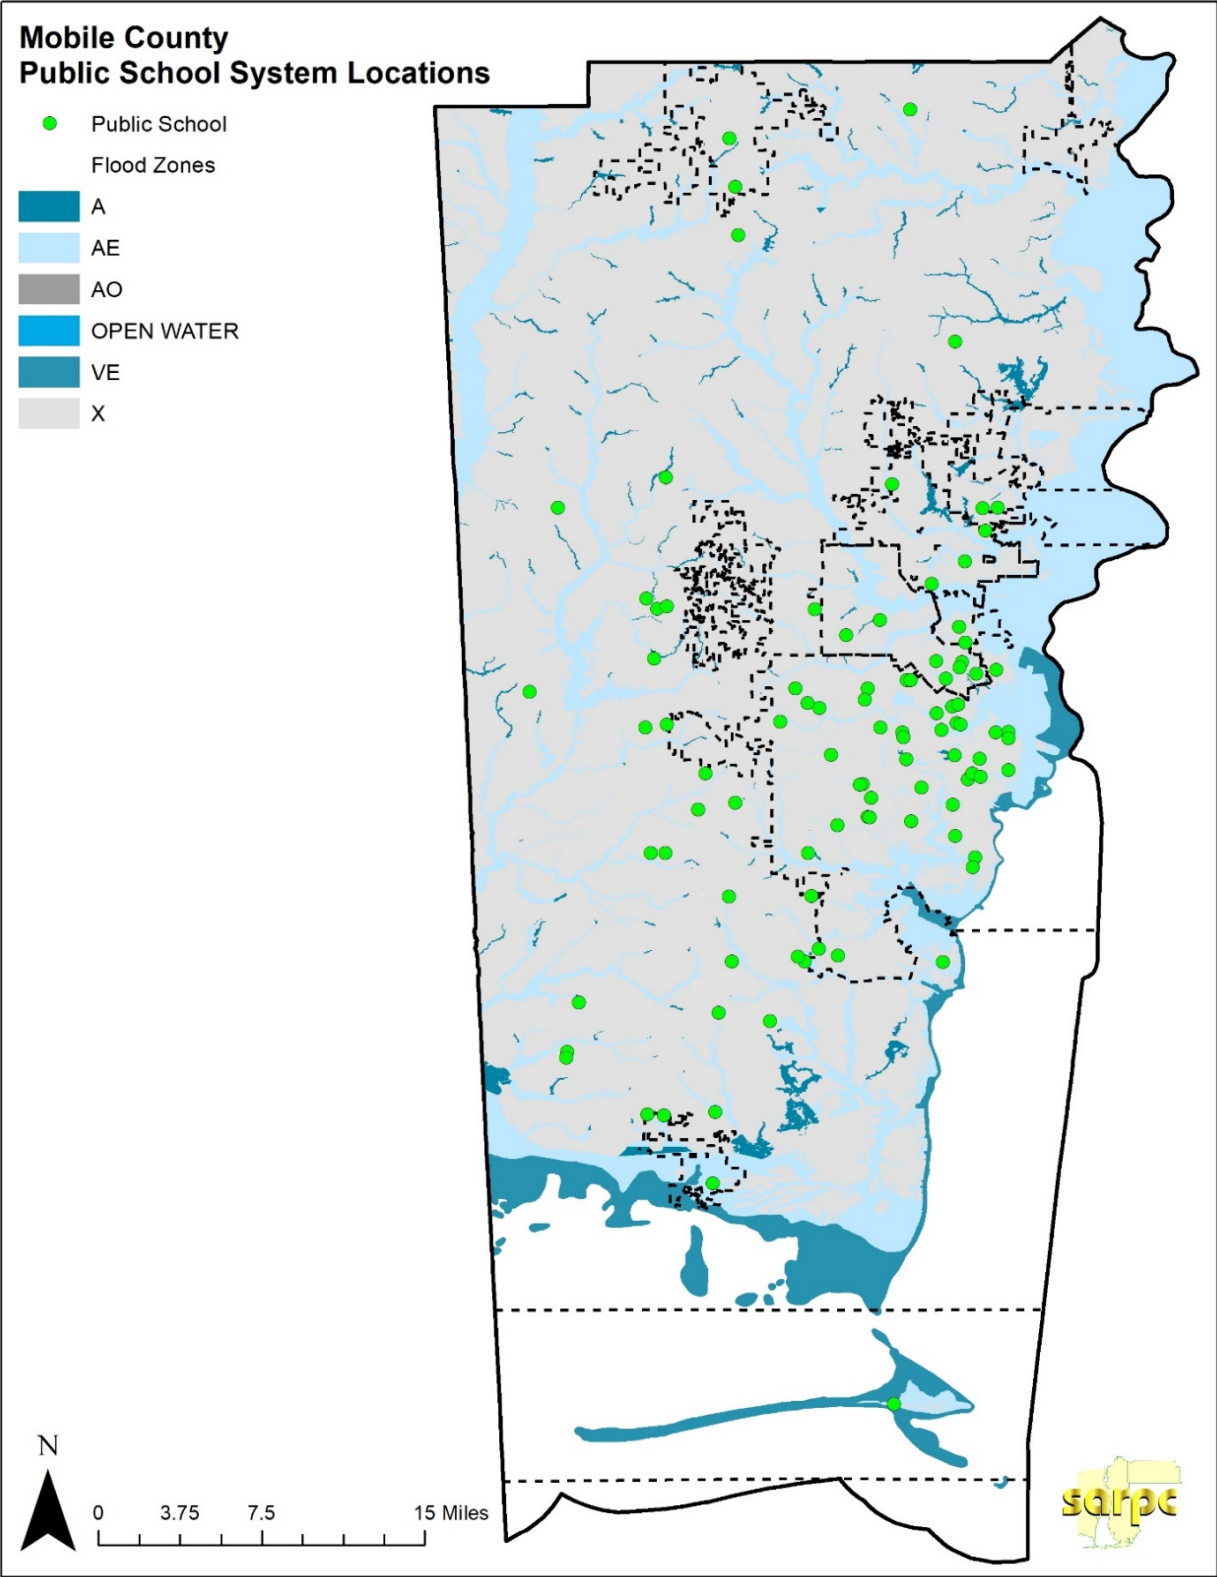 Mobile County
Public School System Locations
Public School
Flood Zones
A
AE
AO
OPEN WATER
VE
X
N
0 3.75 7.5 15 Miles
sarpc